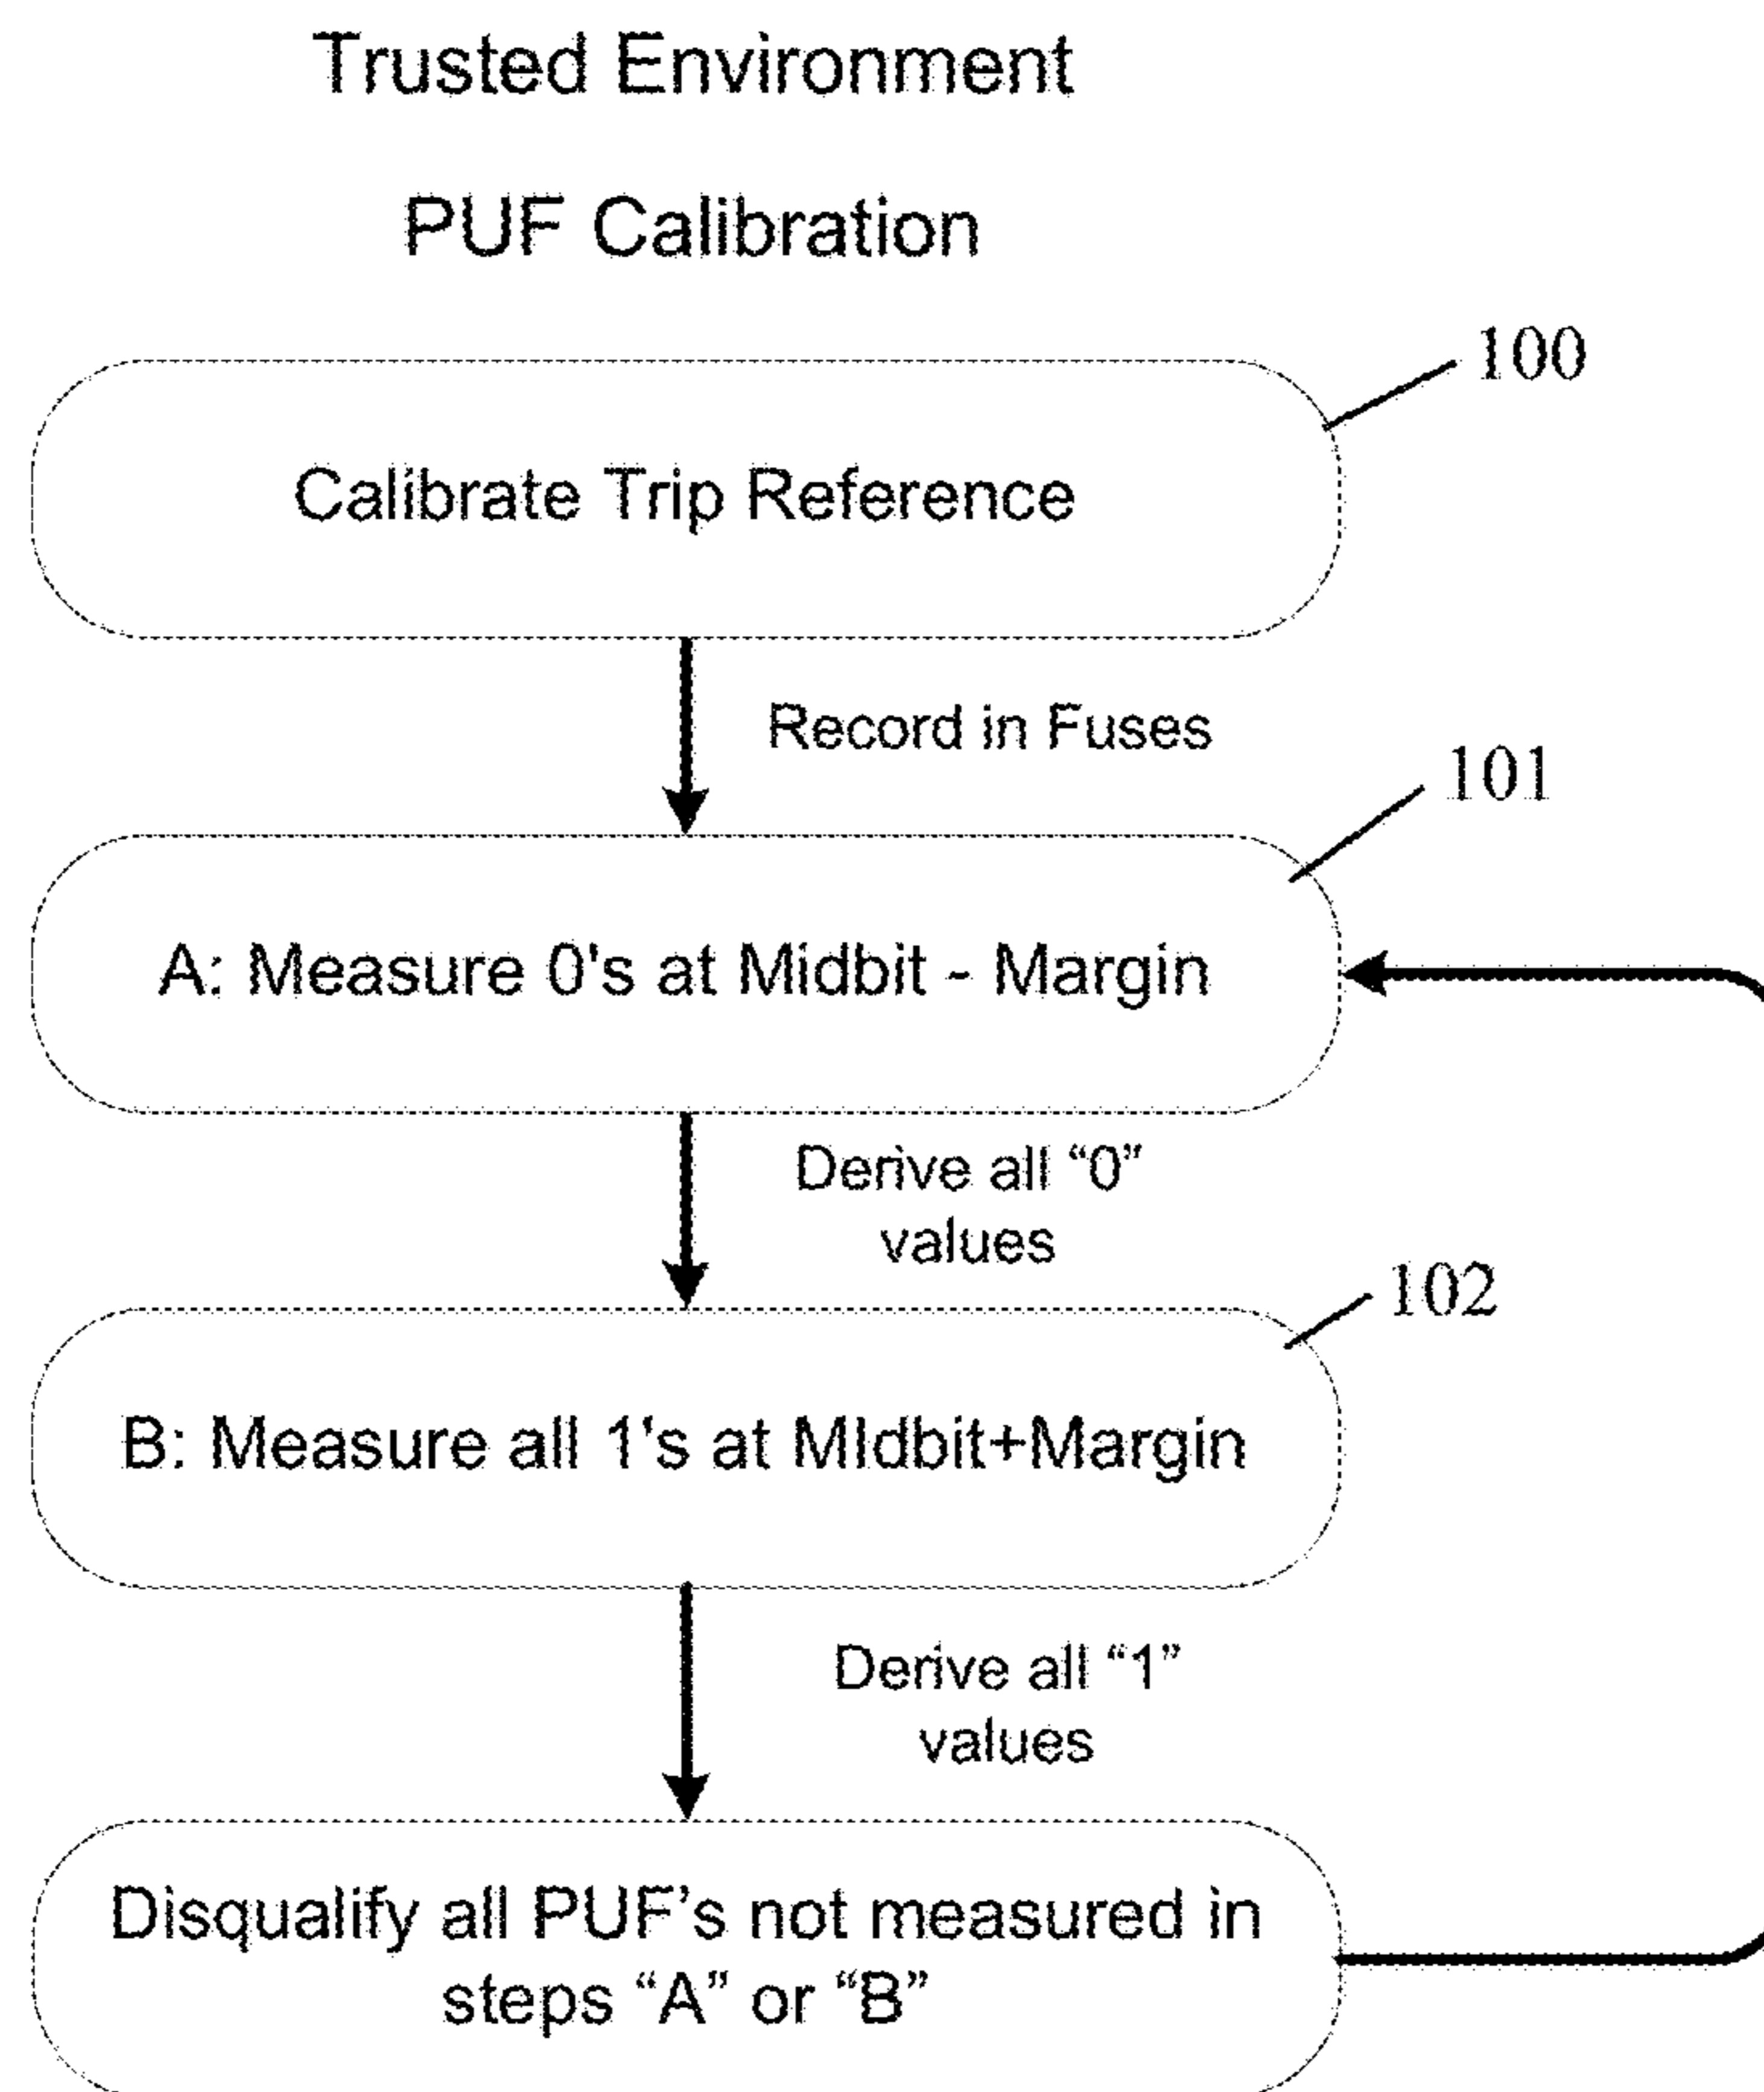 Trusted Environment
PUF Calibration
100
Calibrate Trip Reference
Record in Fuses
101
A: Measure 0's at Midbit - Margin
Derive all “0”
values
102
B: Measure all 1's at MIdbit+Margin
Derive all “1”
values
Disqualify all PUF’s not measured in
steps “A” or “B”